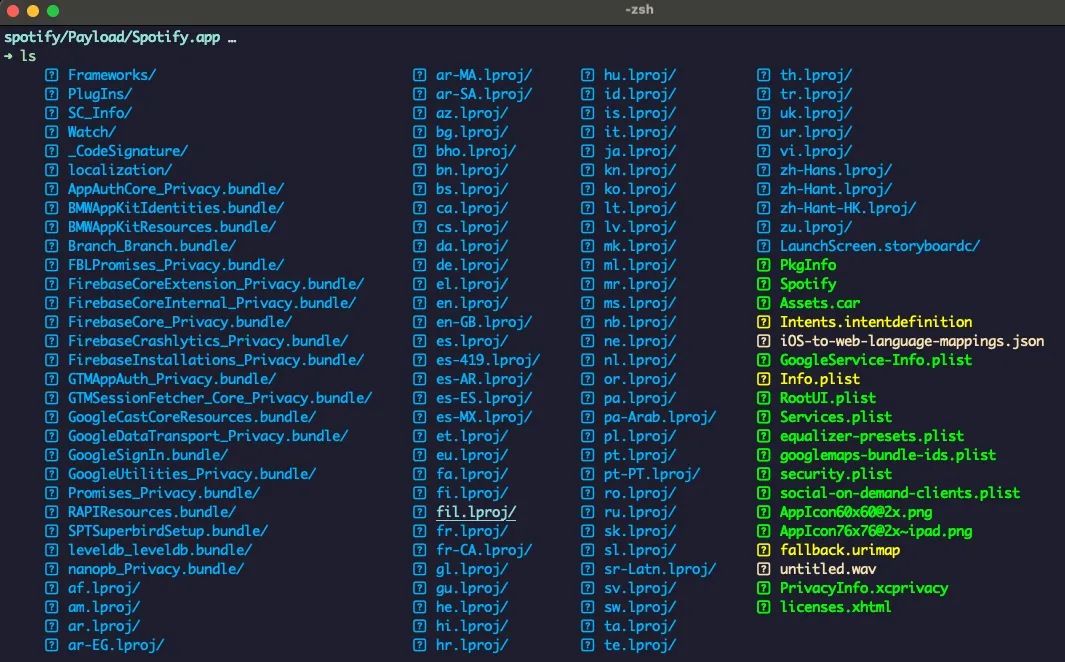 -zsh
spotify/Payload/Spotify.app …
➜ ls
Frameworks/ ar-MA.lproj/ hu.lproj/ th.lproj/
PlugIns/ ar-SA.lproj/ id.lproj/ tr.lproj/
SC_Info/ az.lproj/ is.lproj/ uk.lproj/
Watch/ bg.lproj/ it.lproj/ ur.lproj/
_CodeSignature/ bho.lproj/ ja.lproj/ vi.lproj/
localization/ bn.lproj/ kn.lproj/ zh-Hans.lproj/
AppAuthCore_Privacy.bundle/ bs.lproj/ ko.lproj/ zh-Hant.lproj/
BMWAppKitIdentities.bundle/ ca.lproj/ lt.lproj/ zh-Hant-HK.lproj/
BMWAppKitResources.bundle/ cs.lproj/ lv.lproj/ zu.lproj/
Branch_Branch.bundle/ da.lproj/ mk.lproj/ LaunchScreen.storyboardc/
FBLPromises_Privacy.bundle/ de.lproj/ ml.lproj/ PkgInfo
FirebaseCoreExtension_Privacy.bundle/ el.lproj/ mr.lproj/ Spotify
FirebaseCoreInternal_Privacy.bundle/ en.lproj/ ms.lproj/ Assets.car
FirebaseCore_Privacy.bundle/ en-GB.lproj/ nb.lproj/ Intents.intentdefinition
FirebaseCrashlytics_Privacy.bundle/ es.lproj/ ne.lproj/ iOS-to-web-language-mappings.json
FirebaseInstallations_Privacy.bundle/ es-419.lproj/ nl.lproj/ GoogleService-Info.plist
GTMAppAuth_Privacy.bundle/ es-AR.lproj/ or.lproj/ Info.plist
GTMSessionFetcher_Core_Privacy.bundle/ es-ES.lproj/ pa.lproj/ RootUI.plist
GoogleCastCoreResources.bundle/ es-MX.lproj/ pa-Arab.lproj/ Services.plist
GoogleDataTransport_Privacy.bundle/ et.lproj/ pl.lproj/ equalizer-presets.plist
GoogleSignIn.bundle/ eu.lproj/ pt.lproj/ googlemaps-bundle-ids.plist
GoogleUtilities_Privacy.bundle/ fa.lproj/ pt-PT.lproj/ security.plist
Promises_Privacy.bundle/ fi.lproj/ ro.lproj/ social-on-demand-clients.plist
RAPIResources.bundle/ fil.lproj/ ru.lproj/ AppIcon60x60@2x.png
SPTSuperbirdSetup.bundle/ fr.lproj/ sk.lproj/ AppIcon76x76@2x~ipad.png
leveldb_leveldb.bundle/ fr-CA.lproj/ sl.lproj/ fallback.urimap
nanopb_Privacy.bundle/ gl.lproj/ sr-Latn.lproj/ untitled.wav
af.lproj/ gu.lproj/ sv.lproj/ PrivacyInfo.xcprivacy
am.lproj/ he.lproj/ sw.lproj/ licenses.xhtml
ar.lproj/ hi.lproj/ ta.lproj/
ar-EG.lproj/ hr.lproj/ te.lproj/